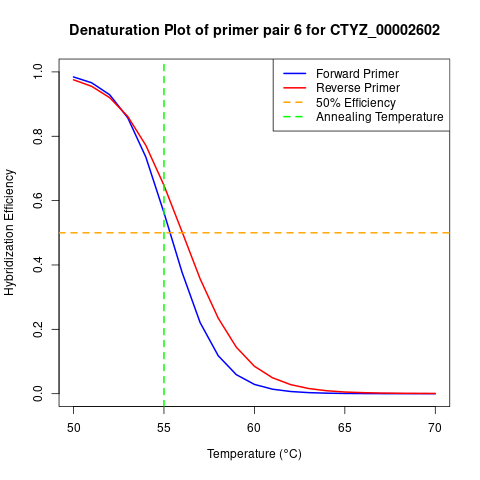 Denaturation Plot of primer pair 6 for CTYZ_00002602
Forward Primer
Reverse Primer
50% Efficiency
Annealing Temperature
Hybridization Efficiency
1.0
0.8
0.6
0.4
0.2
0.0
50 55 60 65 70
Temperature (°C)